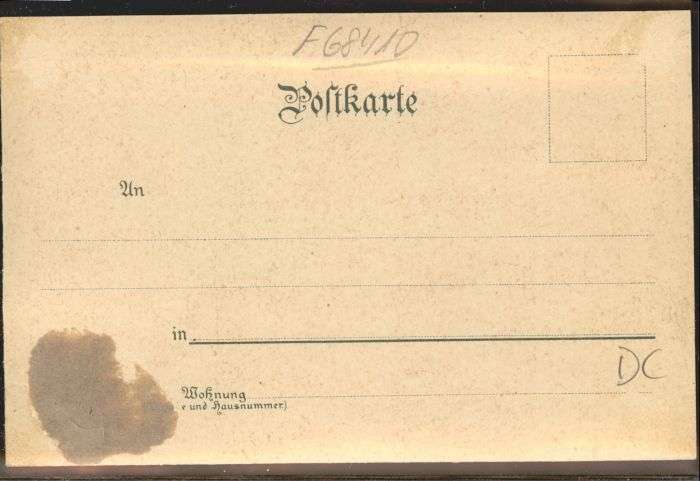 F68410
Poſtkarte
An
in
DC
Wohnung
e und Hausnummer)